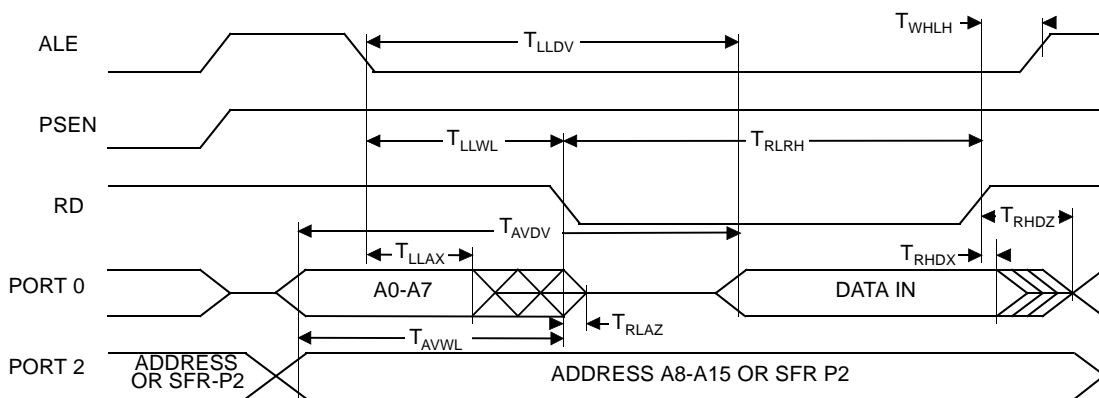 ALE
T_LLDV
T_WHLH
PSEN
T_LLWL
T_RLRH
RD
T_AVDV
T_RHDZ
T_LLAX
T_RHDX
PORT 0
A0-A7
DATA IN
T_RLAZ
T_AVWL
PORT 2
ADDRESS
OR SFR-P2
ADDRESS A8-A15 OR SFR P2